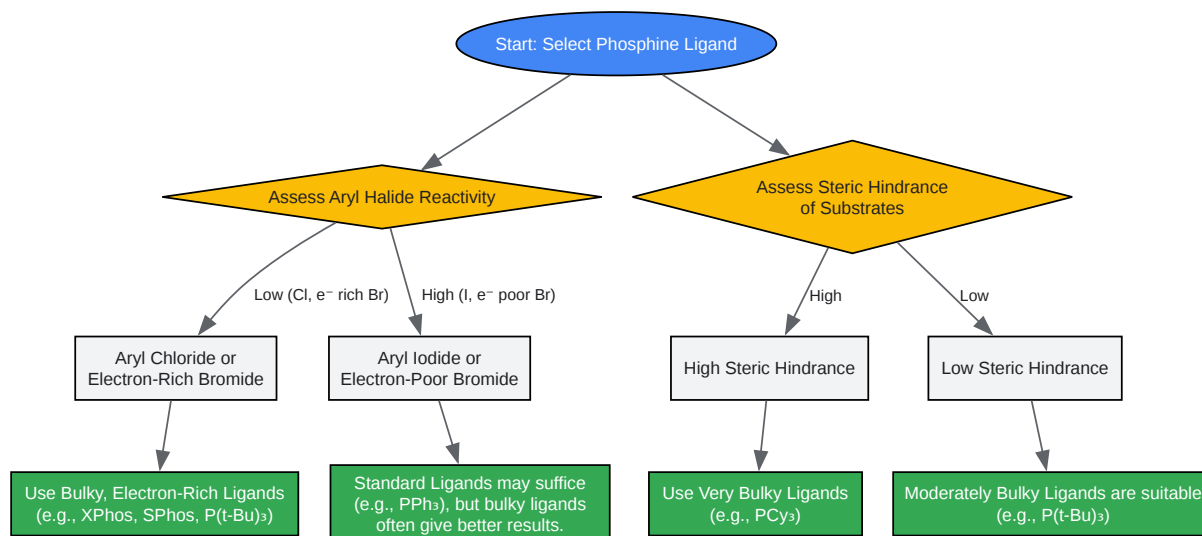 Start: Select Phosphine Ligand
Assess Aryl Halide Reactivity
Assess Steric Hindrance
of Substrates
Low (Cl, e⁻ rich Br)
High (I, e⁻ poor Br)
High
Low
Aryl Chloride or
Electron-Rich Bromide
Aryl Iodide or
Electron-Poor Bromide
High Steric Hindrance
Low Steric Hindrance
Use Bulky, Electron-Rich Ligands
(e.g., XPhos, SPhos, P(t-Bu)₃)
Standard Ligands may suffice
(e.g., PPh₃), but bulky ligands
often give better results.
Use Very Bulky Ligands
(e.g., PCy₃)
Moderately Bulky Ligands are suitable
(e.g., P(t-Bu)₃)